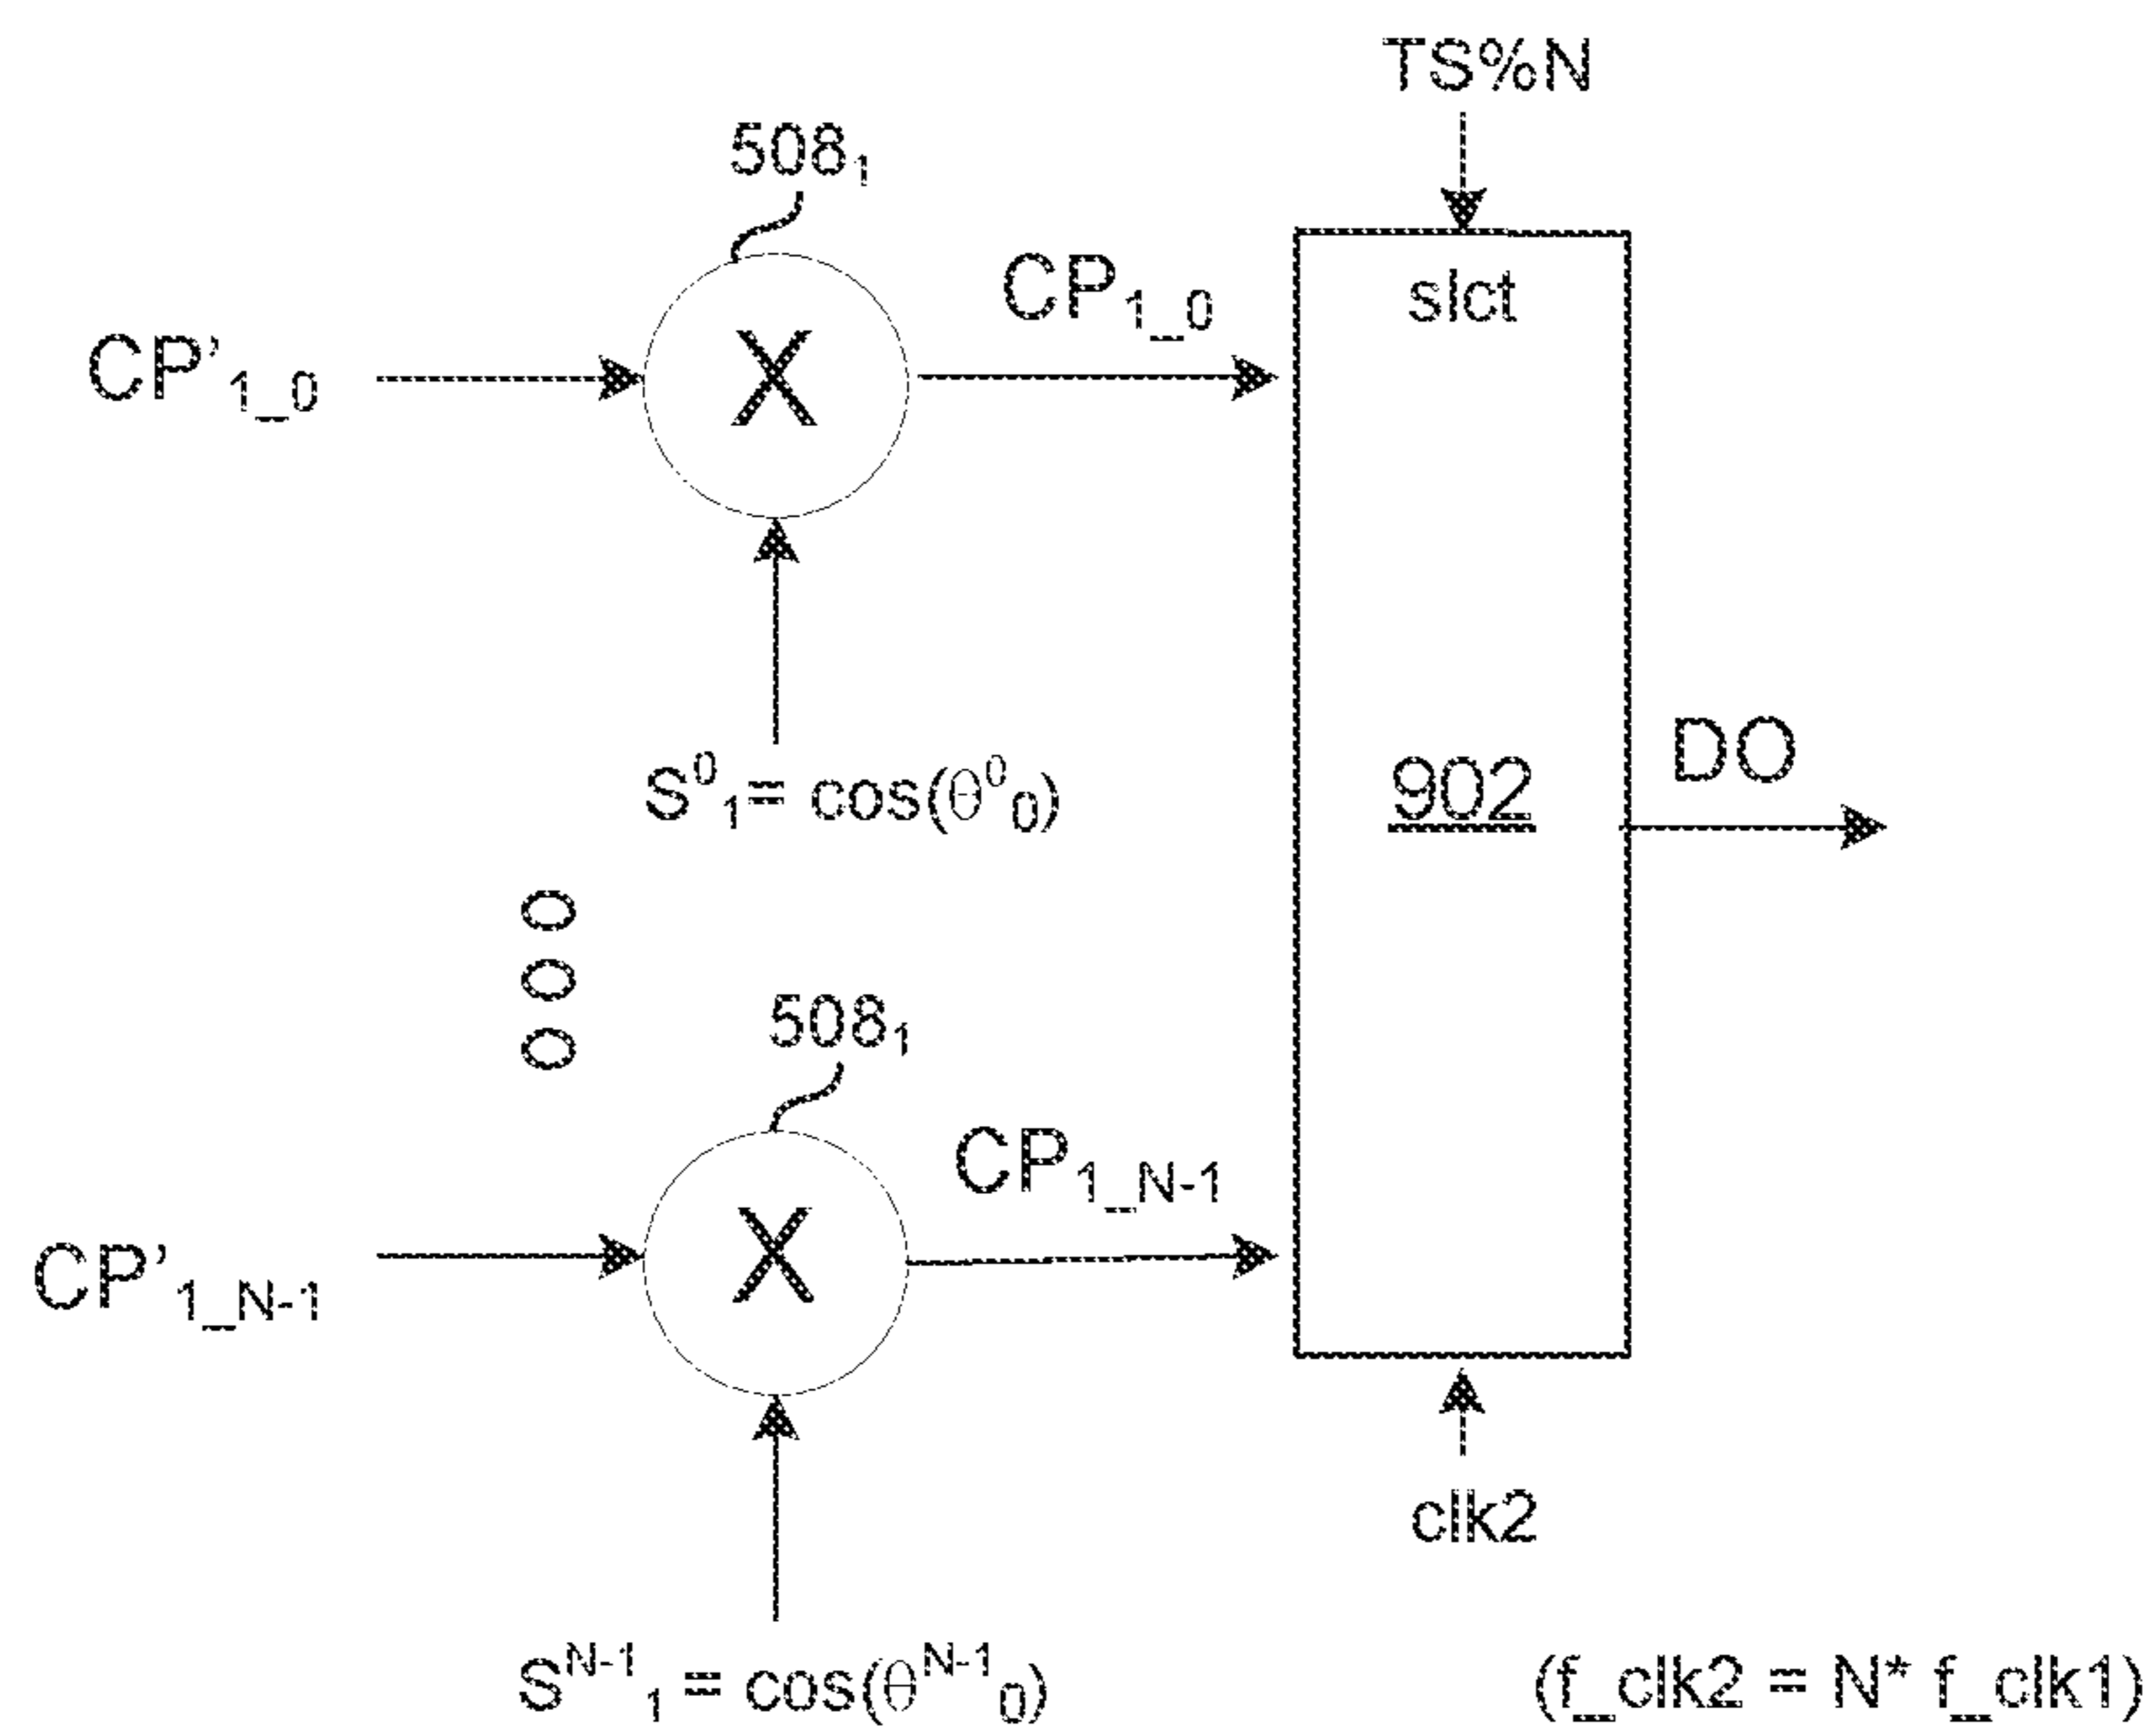 TS%N
508₁
CP'₁_₀
X
CP₁_₀
slct
S⁰₁= cos(θ⁰₀)
902
DO
O O O
508₁
CP'₁_N-1
X
CP₁_N-1
clk2
S^N-1₁ = cos(θ^N-1₀)
(f_clk2 = N* f_clk1)